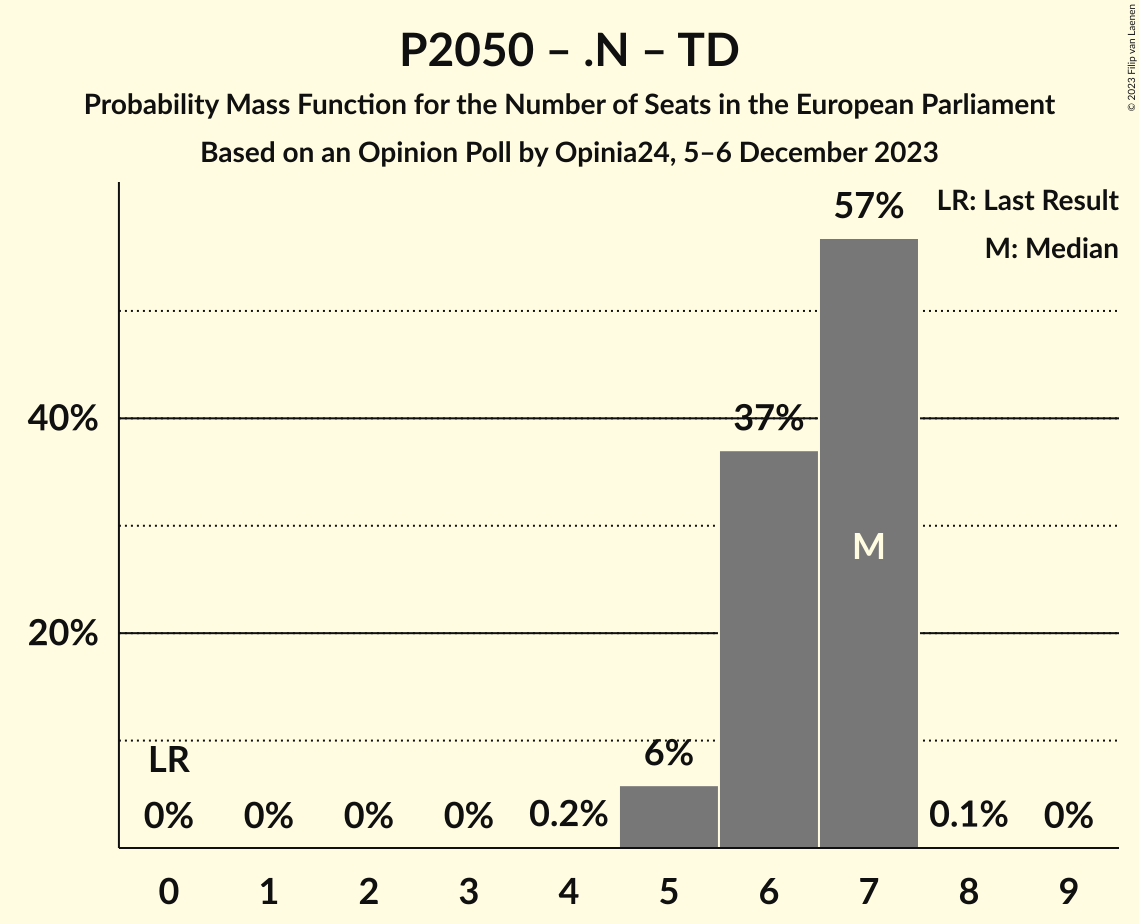 P2050 – .N – TD
Probability Mass Function for the Number of Seats in the European Parliament
Based on an Opinion Poll by Opinia24, 5–6 December 2023
© 2023 Filip van Laenen
LR: Last Result
M: Median
57%
40%
37%
M
20%
LR
6%
0% 0% 0% 0% 0.2% 0.1% 0%
0 1 2 3 4 5 6 7 8 9